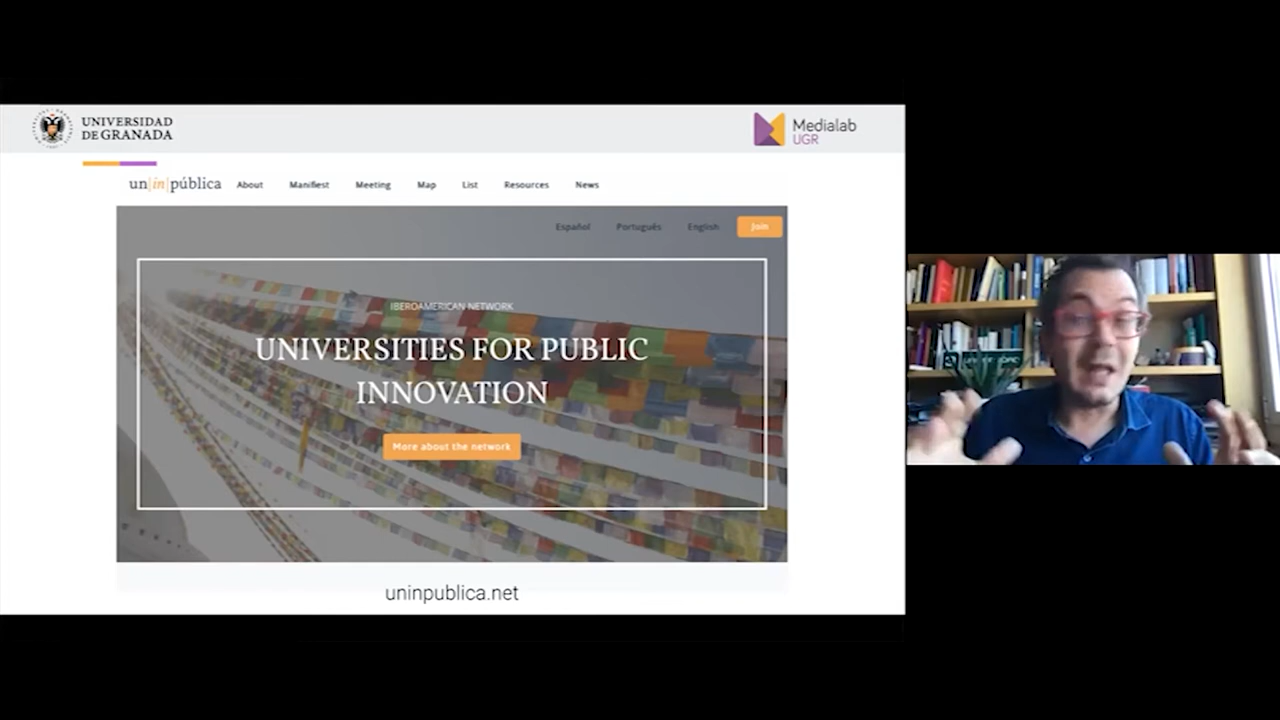 UNIVERSIDAD
DE GRANADA
Medialab
UGR
un|in|pública About Manifiest Meeting Map List Resources News
Español Português English Join
IBEROAMERICAN NETWORK
UNIVERSITIES FOR PUBLIC
INNOVATION
More about the network
uninpublica.net